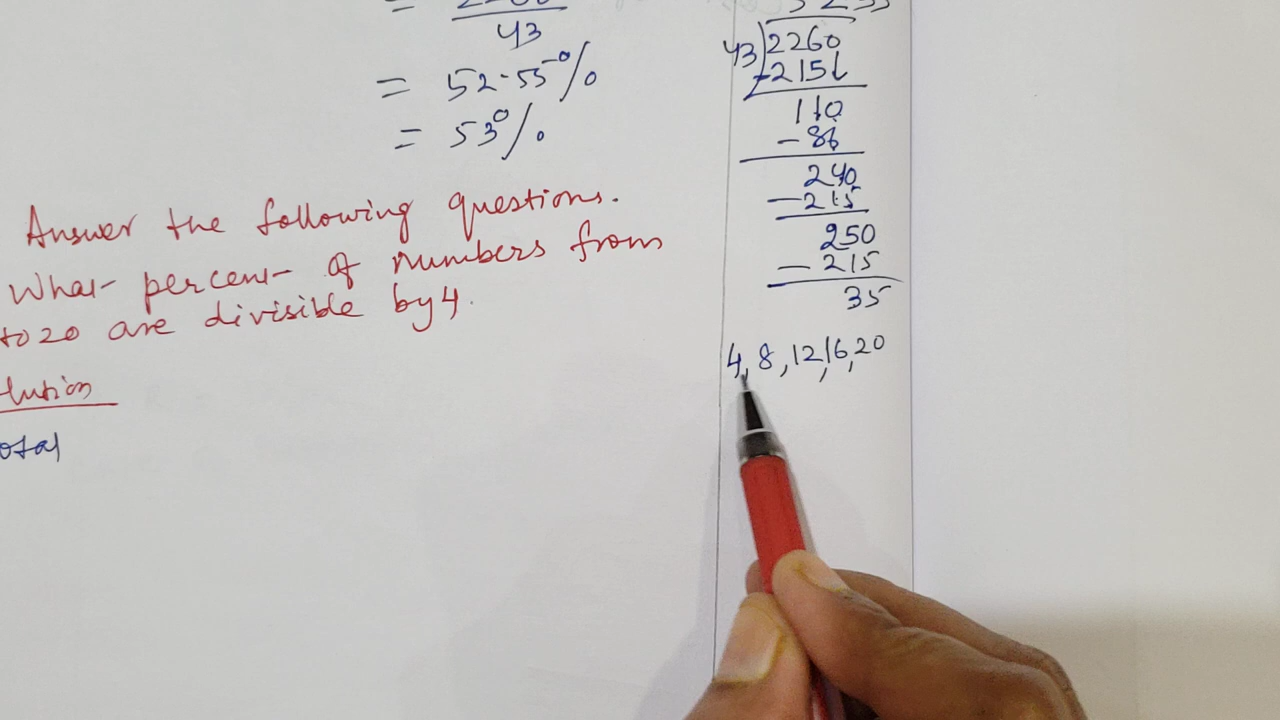 =
43
= 52.55%
= 53%
Answer the following questions.
What percent of numbers from
to 20 are divisible by 4.
lution
otal
43)2260
-215↓
110
- 86
240
- 215
250
- 215
35
4, 8, 12, 16, 20